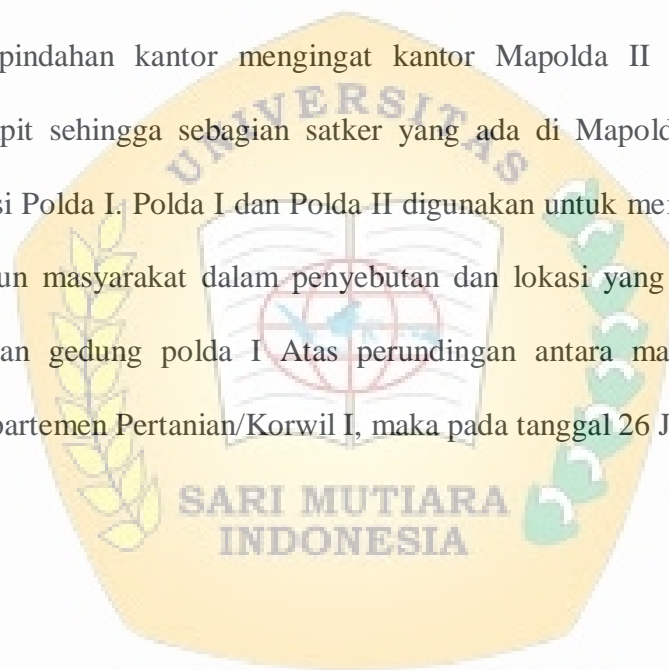 pindahan kantor mengingat kantor Mapolda II
pit sehingga sebagian satker yang ada di Mapold
si Polda I. Polda I dan Polda II digunakan untuk me
un masyarakat dalam penyebutan dan lokasi yang
an gedung polda I Atas perundingan antara ma
partemen Pertanian/Korwil I, maka pada tanggal 26 J
UNIVERSITAS
SARI MUTIARA
INDONESIA